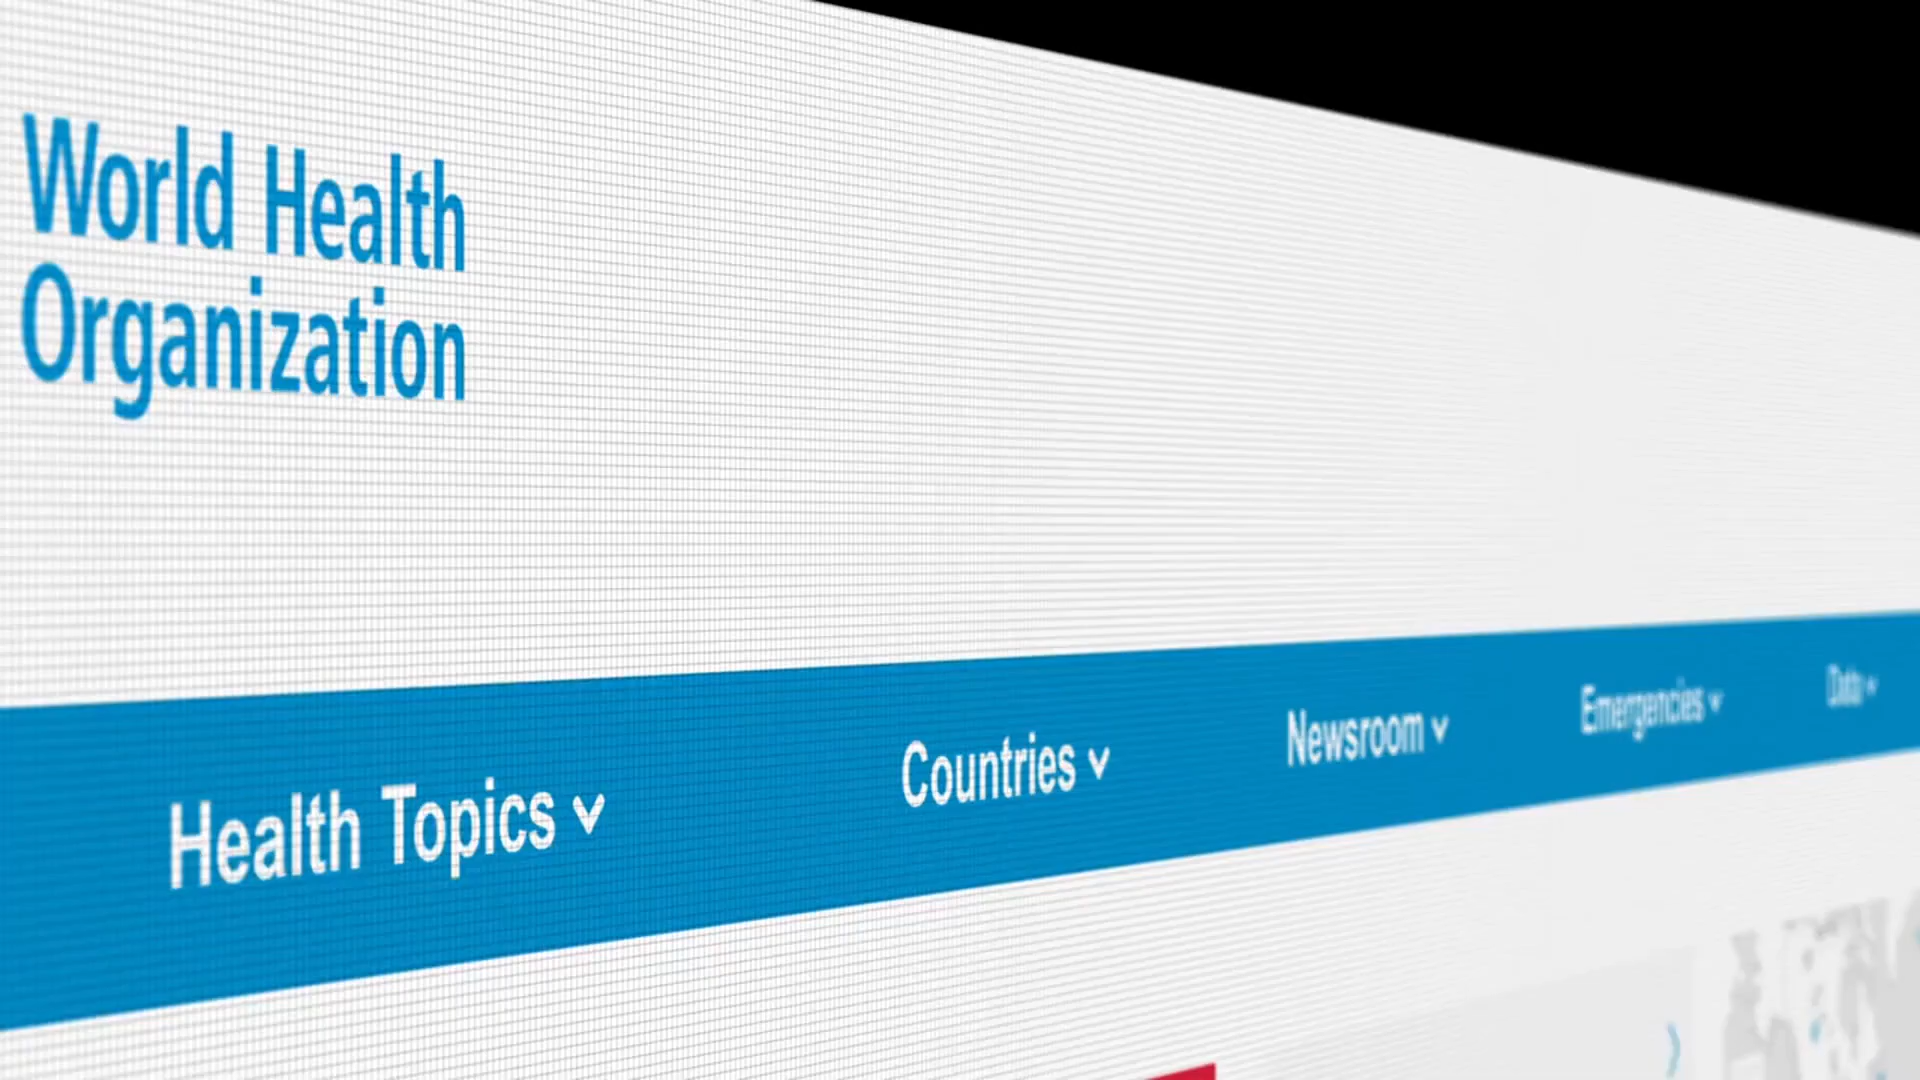 World Health
Organization
Health Topics
Countries
Newsroom
Emergencies
Data